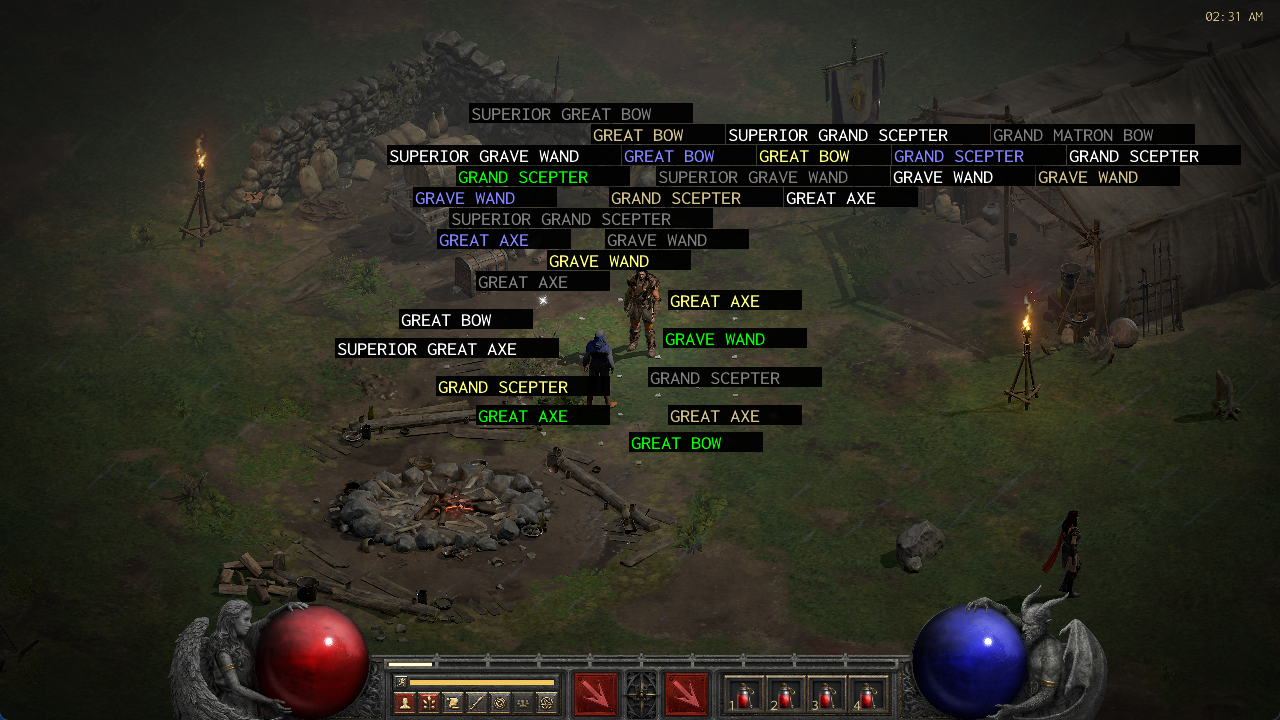 02:31 AM
SUPERIOR GREAT BOW
GREAT BOW SUPERIOR GRAND SCEPTER GRAND MATRON BOW
SUPERIOR GRAVE WAND GREAT BOW GREAT BOW GRAND SCEPTER GRAND SCEPTER
GRAND SCEPTER SUPERIOR GRAVE WAND GRAVE WAND GRAVE WAND
GRAVE WAND GRAND SCEPTER GREAT AXE
SUPERIOR GRAND SCEPTER
GREAT AXE GRAVE WAND
GRAVE WAND
GREAT AXE
GREAT AXE
GREAT BOW
GRAVE WAND
SUPERIOR GREAT AXE
GRAND SCEPTER
GRAND SCEPTER
GREAT AXE GREAT AXE
GREAT BOW
1 2 3 4